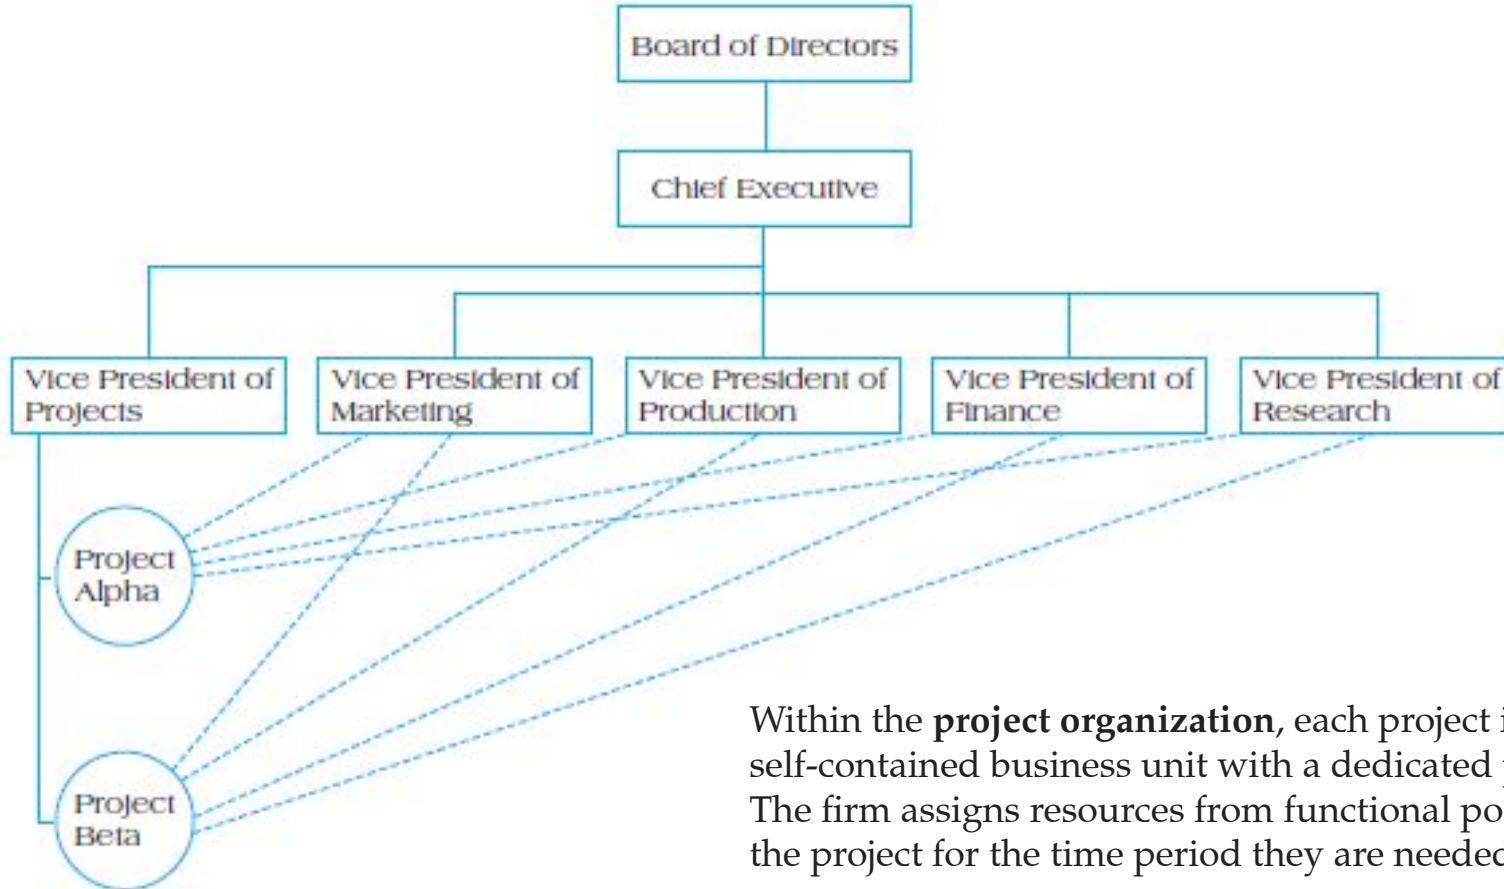 Board of Directors
Chief Executive
Vice President of
Projects
Vice President of
Marketing
Vice President of
Production
Vice President of
Finance
Vice President of
Research
Project
Alpha
Project
Beta
Within the project organization, each project
self-contained business unit with a dedicated
The firm assigns resources from functional
the project for the time period they are needed